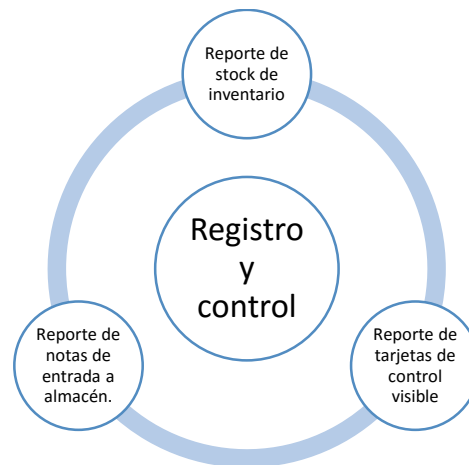 Reporte de
stock de
inventario
Registro
y
control
Reporte de
notas de
entrada a
almacén.
Reporte de
tarjetas de
control
visible